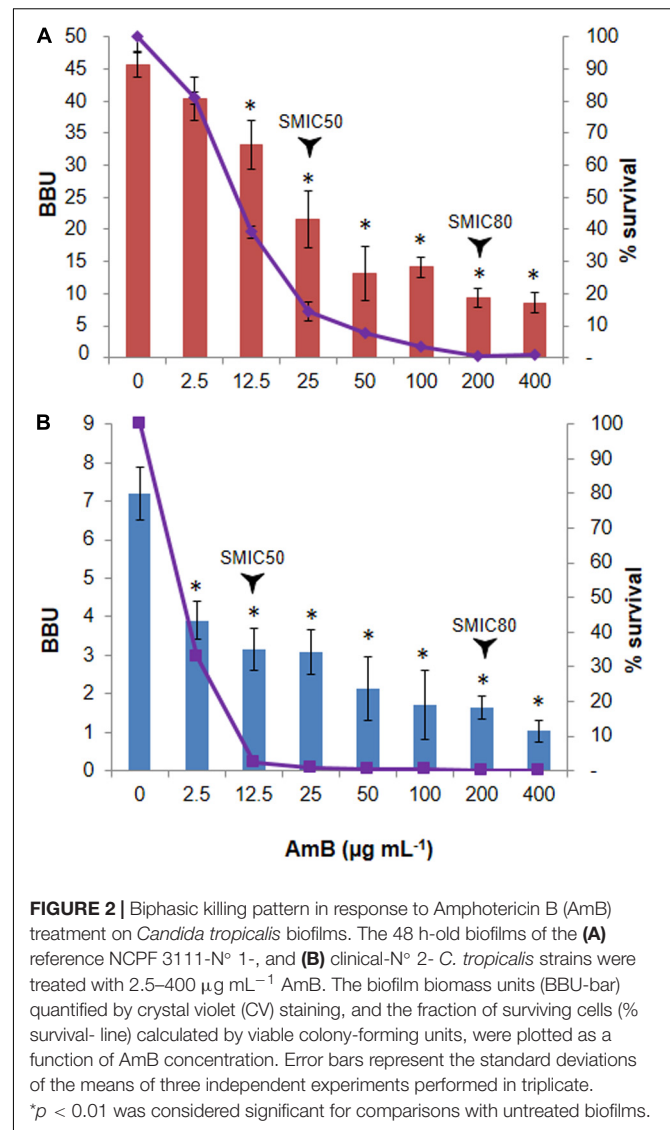 A
50
45
40
35
30
25
20
15
10
5
0
BBU
100
90
80
70
60
50
40
30
20
10
-
% survival
*
SMIC50
*
*
*
SMIC80
*
*
0 2.5 12.5 25 50 100 200 400
B
9
8
7
6
5
4
3
2
1
0
BBU
100
90
80
70
60
50
40
30
20
10
-
% survival
*
SMIC50
*
*
*
*
SMIC80
*
*
0 2.5 12.5 25 50 100 200 400
AmB (µg mL⁻¹)
FIGURE 2 | Biphasic killing pattern in response to Amphotericin B (AmB)
treatment on Candida tropicalis biofilms. The 48 h-old biofilms of the (A)
reference NCPF 3111-N° 1-, and (B) clinical-N° 2- C. tropicalis strains were
treated with 2.5–400 µg mL⁻¹ AmB. The biofilm biomass units (BBU-bar)
quantified by crystal violet (CV) staining, and the fraction of surviving cells (%
survival- line) calculated by viable colony-forming units, were plotted as a
function of AmB concentration. Error bars represent the standard deviations
of the means of three independent experiments performed in triplicate.
*p < 0.01 was considered significant for comparisons with untreated biofilms.